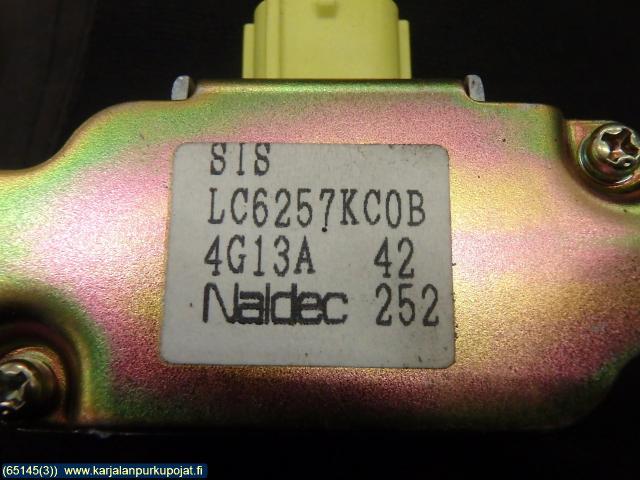 SIS
LC6257KC0B
4G13A 42
Naldec 252
(65145(3)) www.karjalanpurkupojat.fi